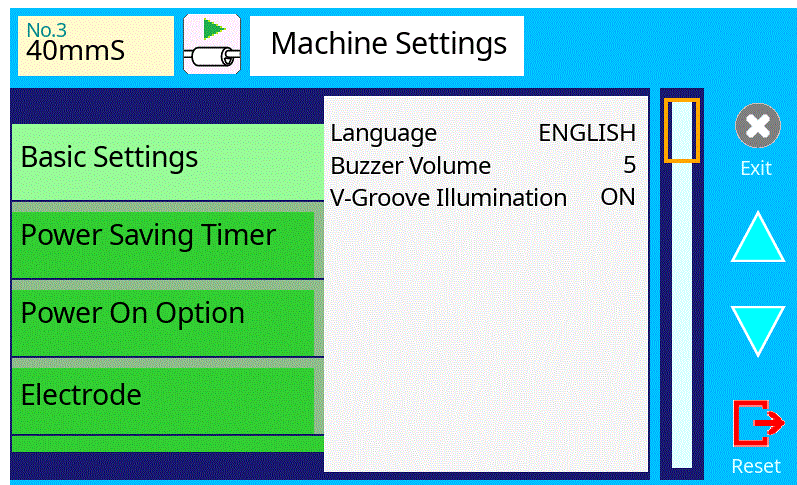 No.3
40mmS
Machine Settings
Basic Settings
Power Saving Timer
Power On Option
Electrode
Language ENGLISH
Buzzer Volume 5
V-Groove Illumination ON
Exit
Reset